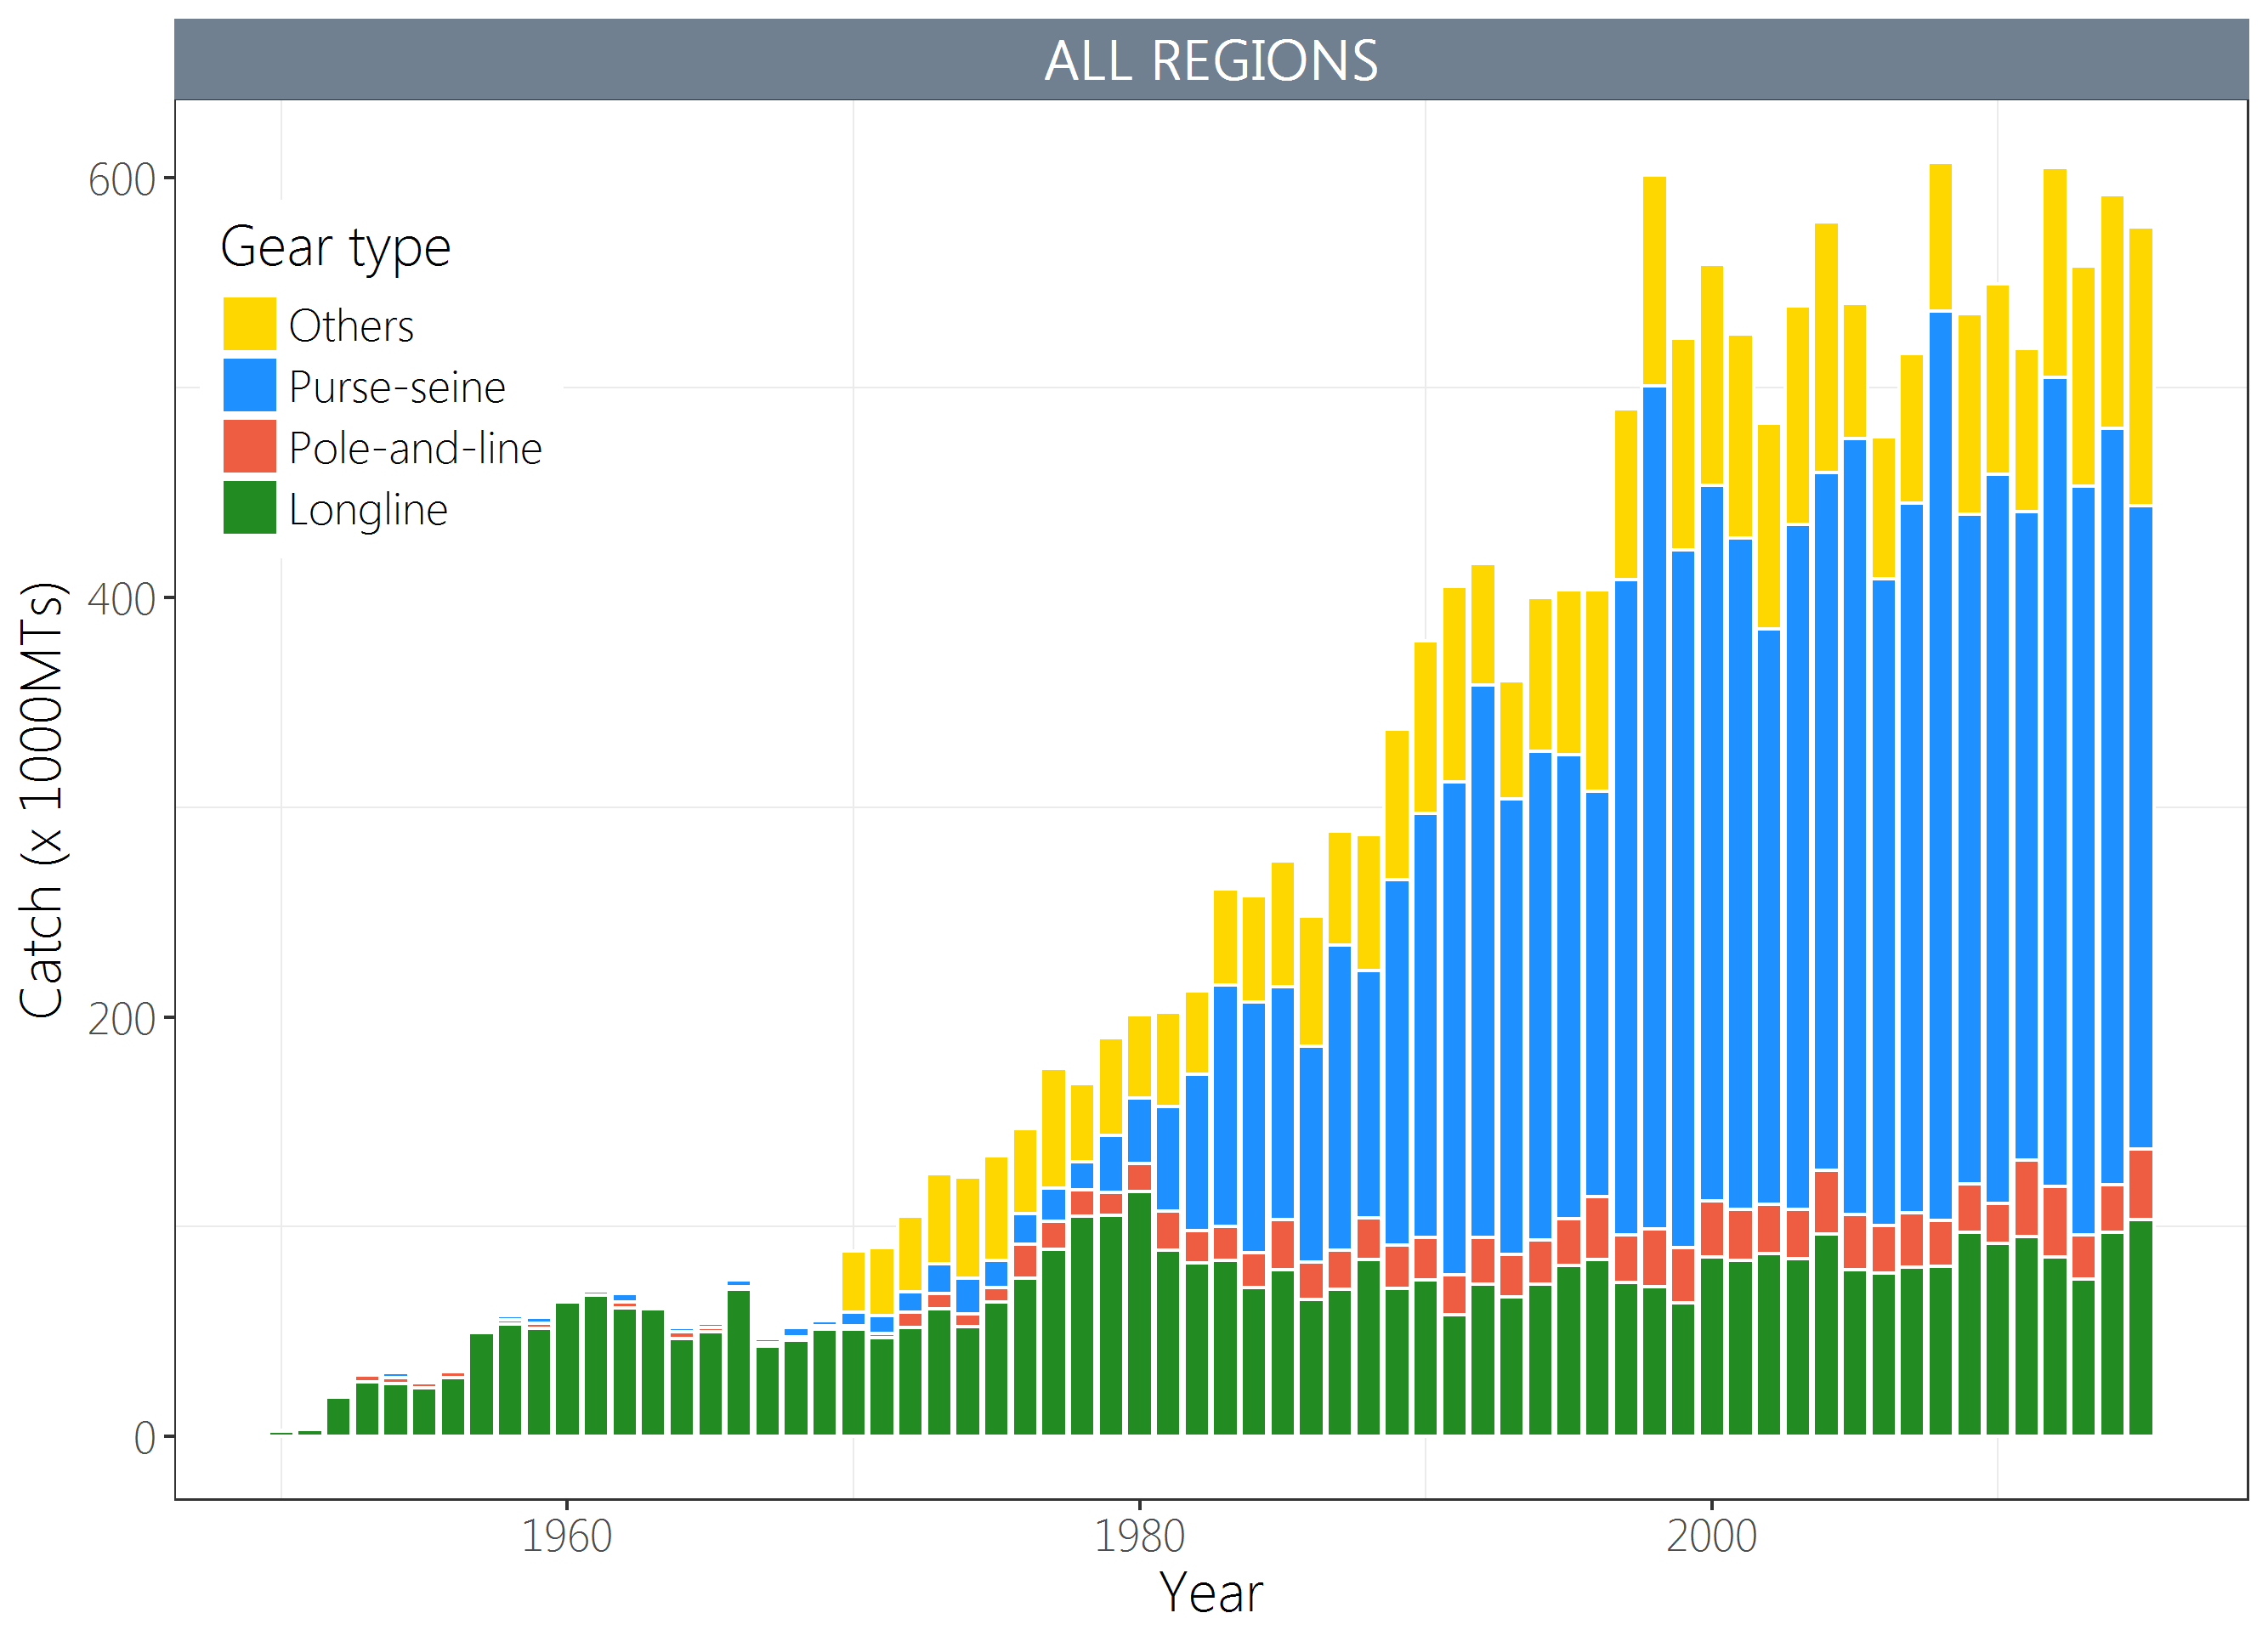 ALL REGIONS
600
400
200
0
Catch (x 1000MTs)
Gear type
Others
Purse-seine
Pole-and-line
Longline
1960
1980
2000
Year